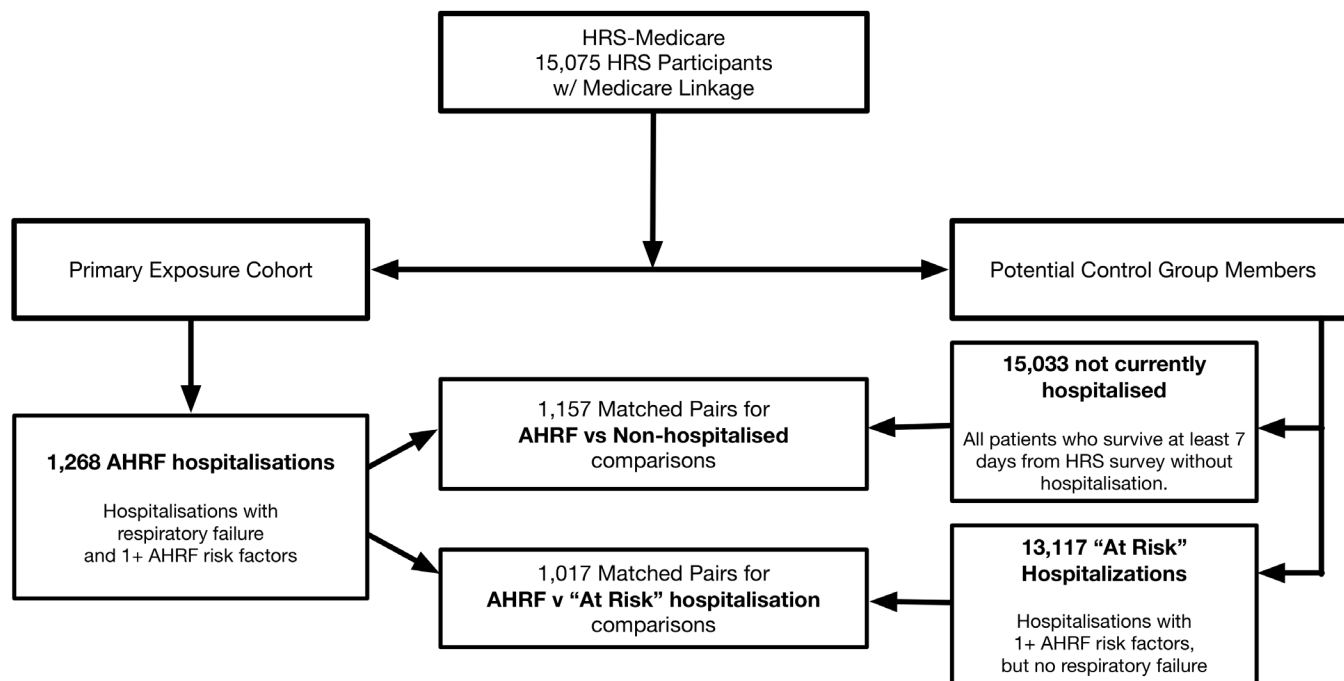 HRS-Medicare
15,075 HRS Participants
w/ Medicare Linkage
Primary Exposure Cohort
Potential Control Group Members
1,268 AHRF hospitalisations
Hospitalisations with
respiratory failure
and 1+ AHRF risk factors
1,157 Matched Pairs for
AHRF vs Non-hospitalised
comparisons
15,033 not currently
hospitalised
All patients who survive at least 7
days from HRS survey without
hospitalisation.
1,017 Matched Pairs for
AHRF v “At Risk” hospitalisation
comparisons
13,117 “At Risk”
Hospitalizations
Hospitalisations with
1+ AHRF risk factors,
but no respiratory failure